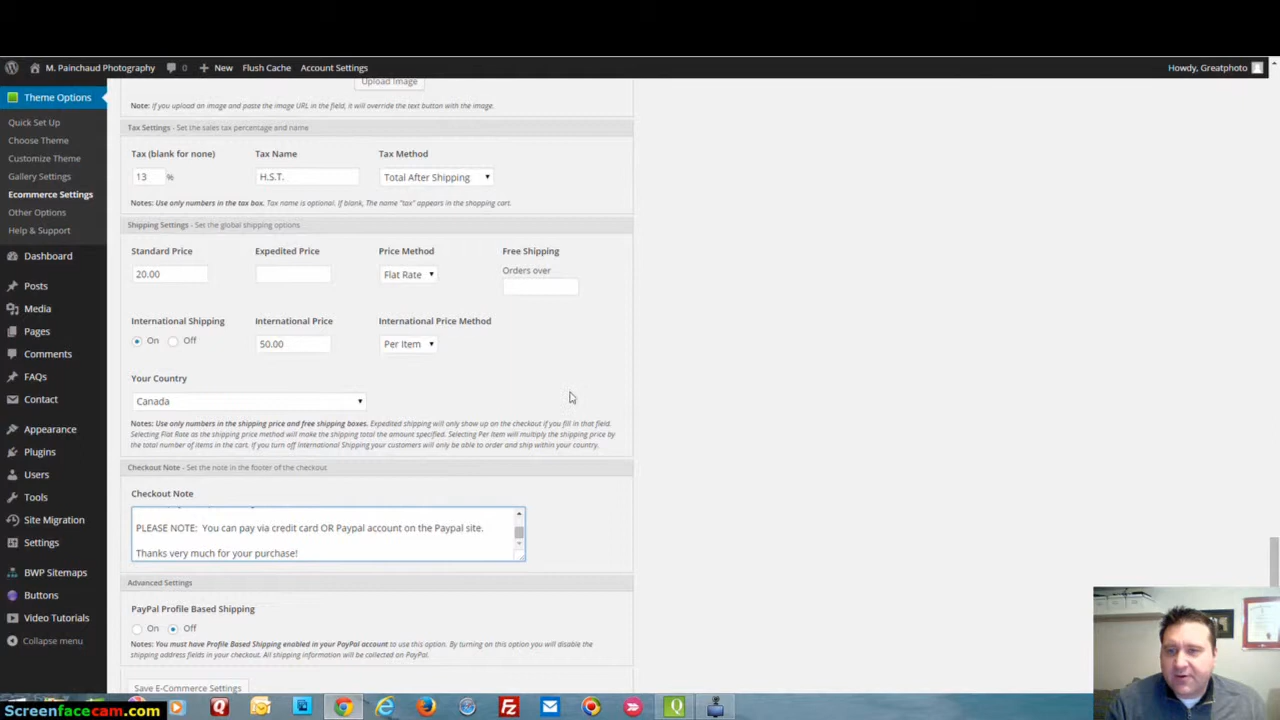 M. Painchaud Photography 0 New Flush Cache Account Settings Howdy, Greatphoto
Theme Options
Quick Set Up
Choose Theme
Customize Theme
Gallery Settings
Ecommerce Settings
Other Options
Help & Support
Dashboard
Posts
Media
Pages
Comments
FAQs
Contact
Appearance
Plugins
Users
Tools
Site Migration
Settings
BWP Sitemaps
Buttons
Video Tutorials
Collapse menu
Upload Image
Note: If you upload an image and paste the image URL in the field, it will override the text button with the image.
Tax Settings - Set the sales tax percentage and name
Tax (blank for none) Tax Name Tax Method
13 % H.S.T. Total After Shipping
Notes: Use only numbers in the tax box. Tax name is optional. If blank, The name "tax" appears in the shopping cart.
Shipping Settings - Set the global shipping options
Standard Price Expedited Price Price Method Free Shipping
Orders over
20.00 Flat Rate
International Shipping International Price International Price Method
On Off 50.00 Per Item
Your Country
Canada
Notes: Use only numbers in the shipping price and free shipping boxes. Expedited shipping will only show up on the checkout if you fill in that field.
Selecting Flat Rate as the shipping price method will make the shipping total the amount specified. Selecting Per Item will multiply the shipping price by
the total number of items in the cart. If you turn off International Shipping your customers will only be able to order and ship within your country.
Checkout Note - Set the note in the footer of the checkout
Checkout Note
PLEASE NOTE: You can pay via credit card OR Paypal account on the Paypal site.
Thanks very much for your purchase!
Advanced Settings
PayPal Profile Based Shipping
On Off
Notes: You must have Profile Based Shipping enabled in your PayPal account to use this option. By turning on this option you will disable the
shipping address fields in your checkout. All shipping information will be collected on PayPal.
Save E-Commerce Settings
Screenfacecam.com